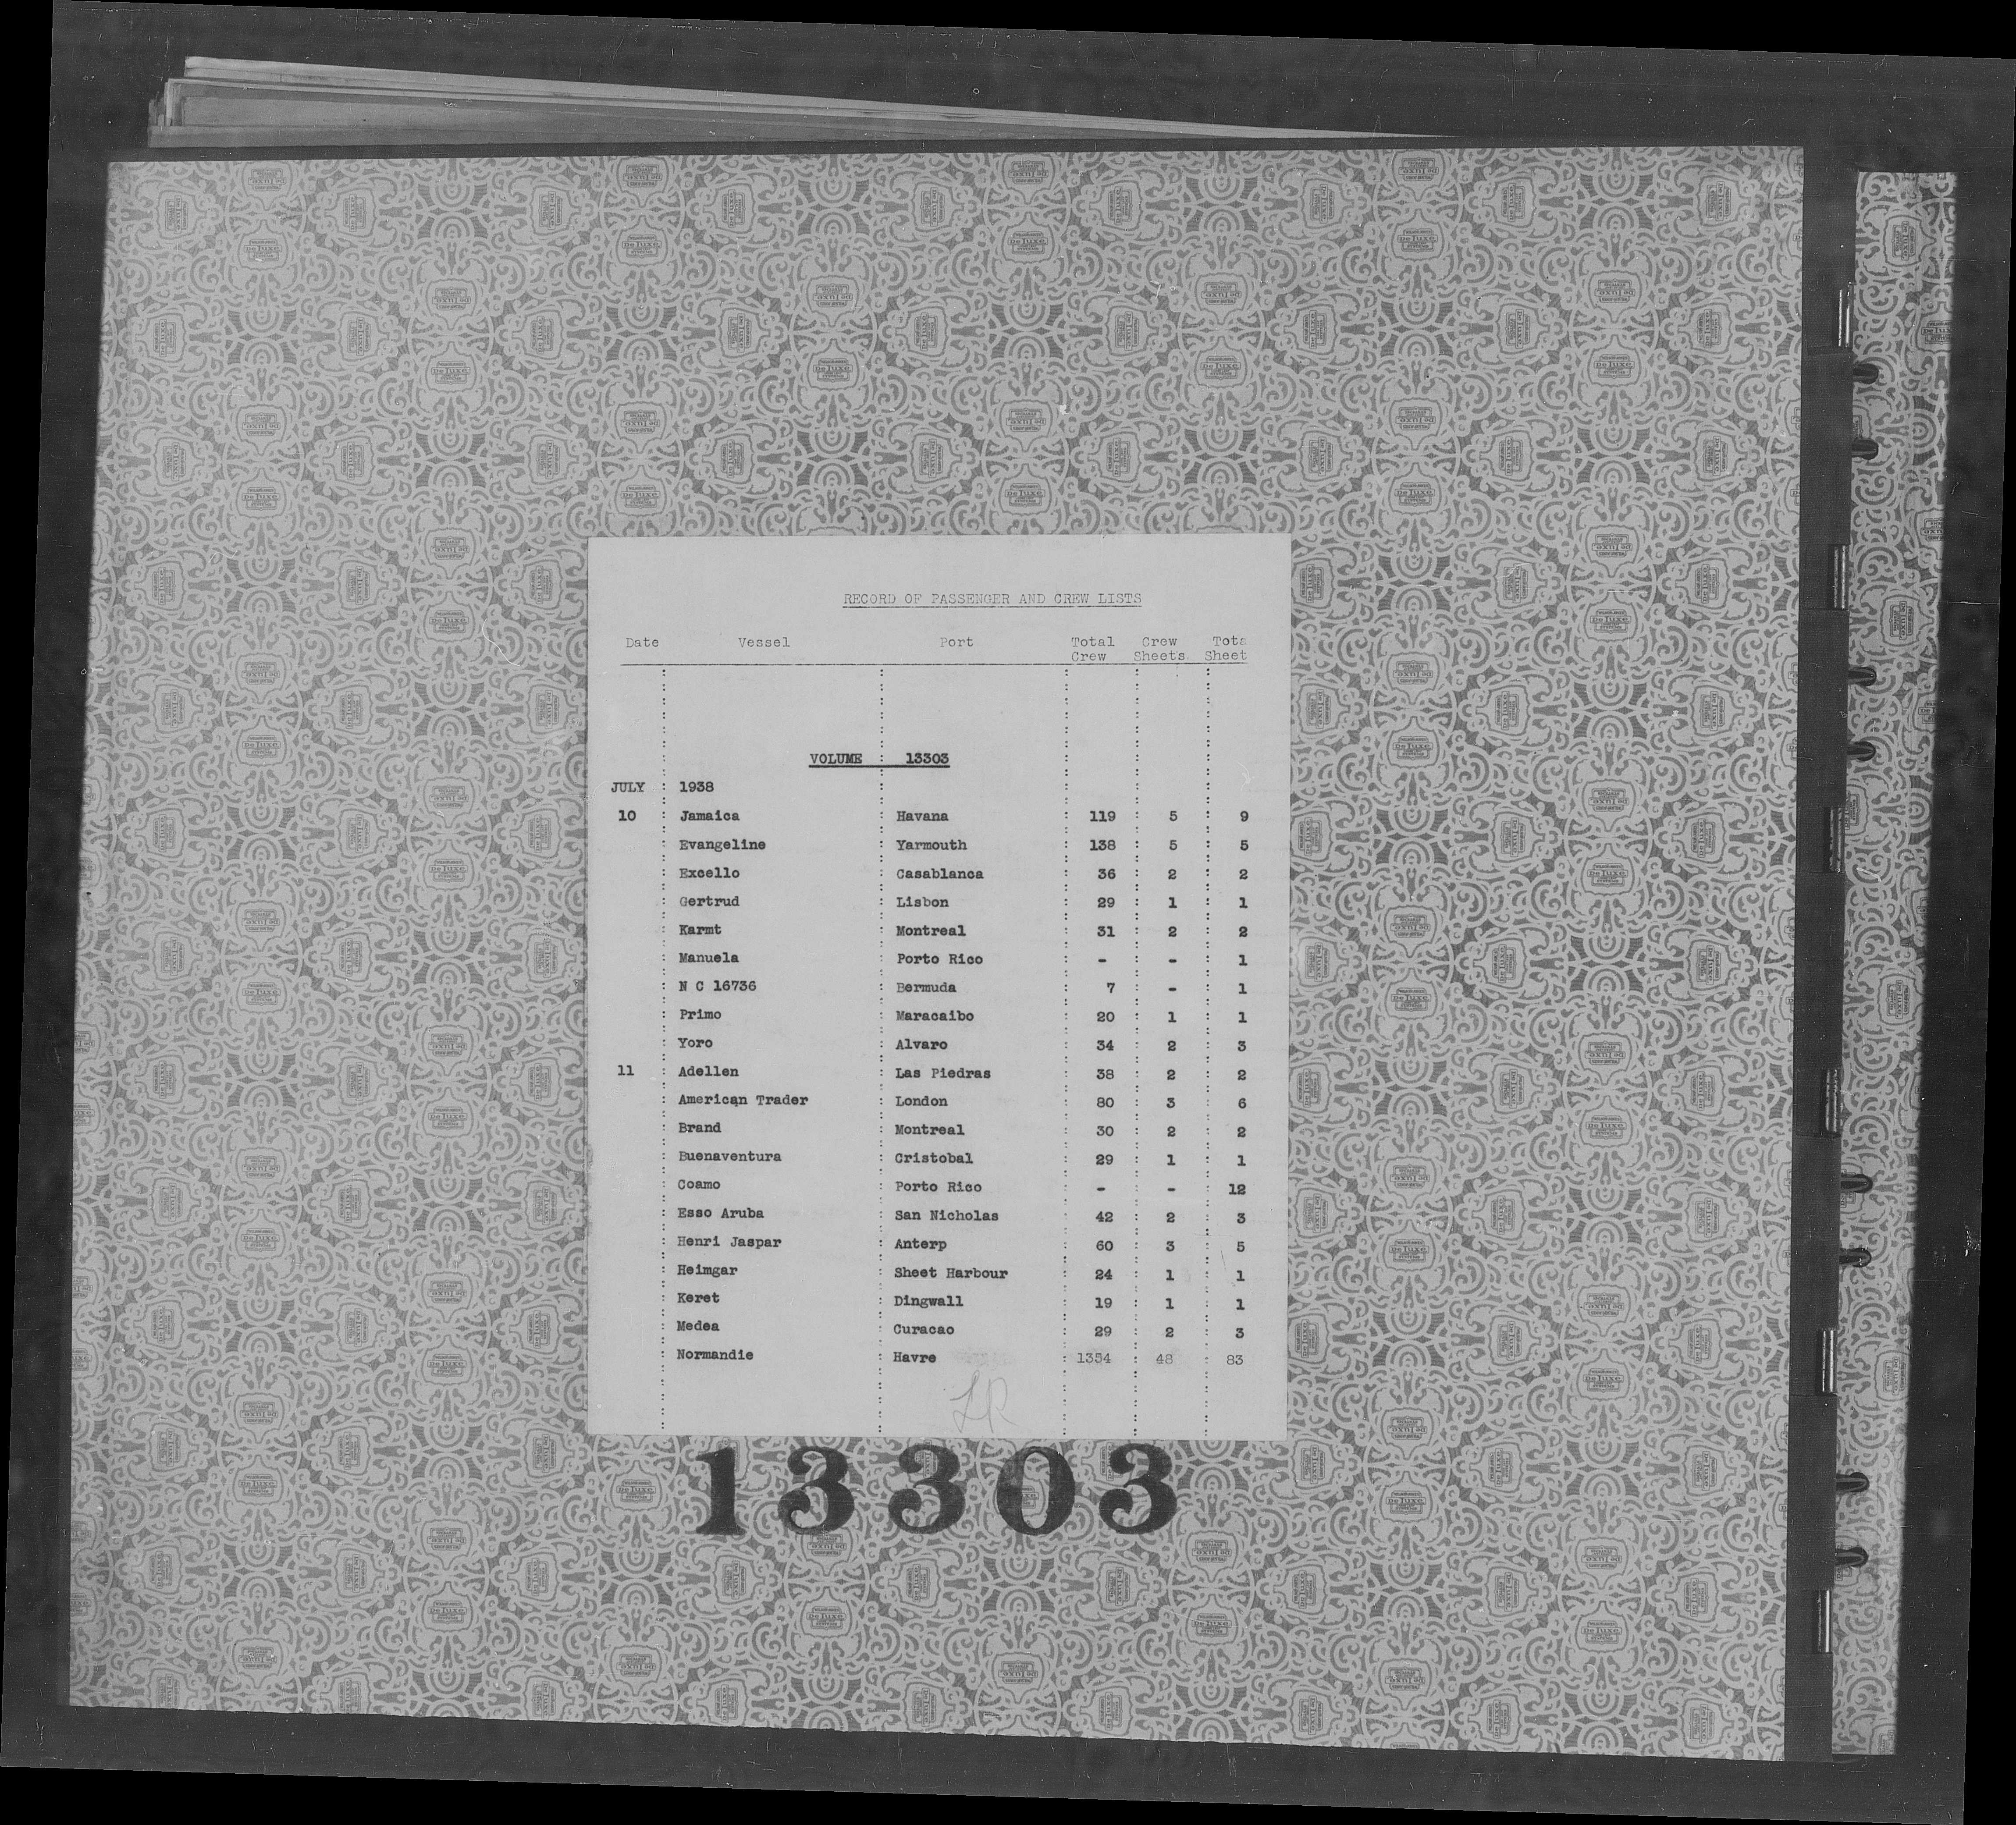 RECORD OF PASSENGER AND CREW LISTS
Date Vessel Port Total Crew Tota
Crew Sheets Sheet
VOLUME : 13303
JULY : 1938
10 : Jamaica : Havana : 119 : 5 : 9
: Evangeline : Yarmouth : 138 : 5 : 5
: Excello : Casablanca : 36 : 2 : 2
: Gertrud : Lisbon : 29 : 1 : 1
: Karmt : Montreal : 31 : 2 : 2
: Manuela : Porto Rico : - : - : 1
: N C 16736 : Bermuda : 7 : - : 1
: Primo : Maracaibo : 20 : 1 : 1
: Yoro : Alvaro : 34 : 2 : 3
11 : Adellen : Las Piedras : 38 : 2 : 2
: American Trader : London : 80 : 3 : 6
: Brand : Montreal : 30 : 2 : 2
: Buenaventura : Cristobal : 29 : 1 : 1
: Coamo : Porto Rico : - : - : 12
: Esso Aruba : San Nicholas : 42 : 2 : 3
: Henri Jaspar : Anterp : 60 : 3 : 5
: Heimgar : Sheet Harbour : 24 : 1 : 1
: Keret : Dingwall : 19 : 1 : 1
: Medea : Curacao : 29 : 2 : 3
: Normandie : Havre : 1354 : 48 : 83
LR
13303